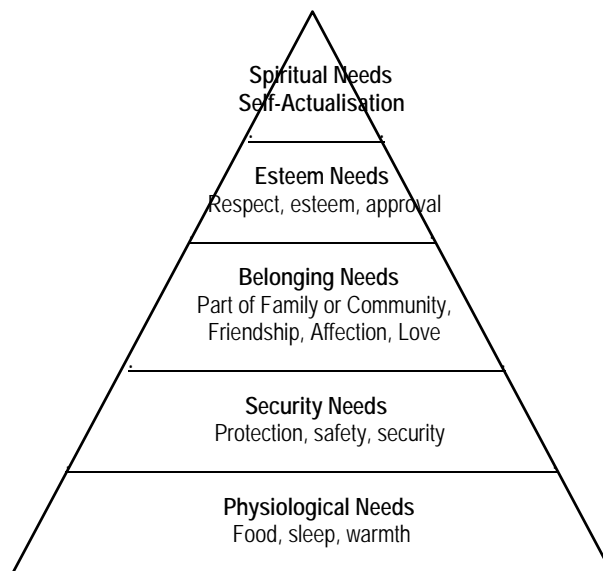 Spiritual Needs
Self-Actualisation
Esteem Needs
Respect, esteem, approval
Belonging Needs
Part of Family or Community,
Friendship, Affection, Love
Security Needs
Protection, safety, security
Physiological Needs
Food, sleep, warmth